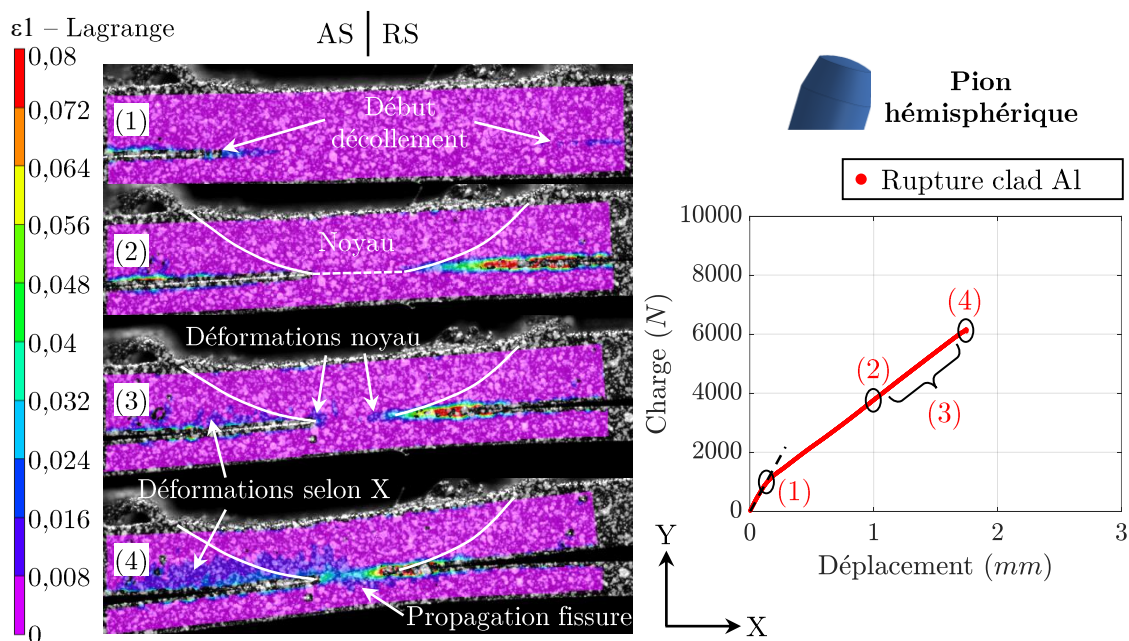 ε1 – Lagrange
AS | RS
0,08
0,072
0,064
0,056
0,048
0,04
0,032
0,024
0,016
0,008
0
(1)
Début
décollement
(2)
Noyau
Déformations noyau
(3)
Déformations selon X
(4)
Propagation fissure
Pion
hémisphérique
Rupture clad Al
10000
8000
6000
4000
2000
0
Charge (N)
(4)
(2)
(3)
(1)
0 1 2 3
Déplacement (mm)
Y
X